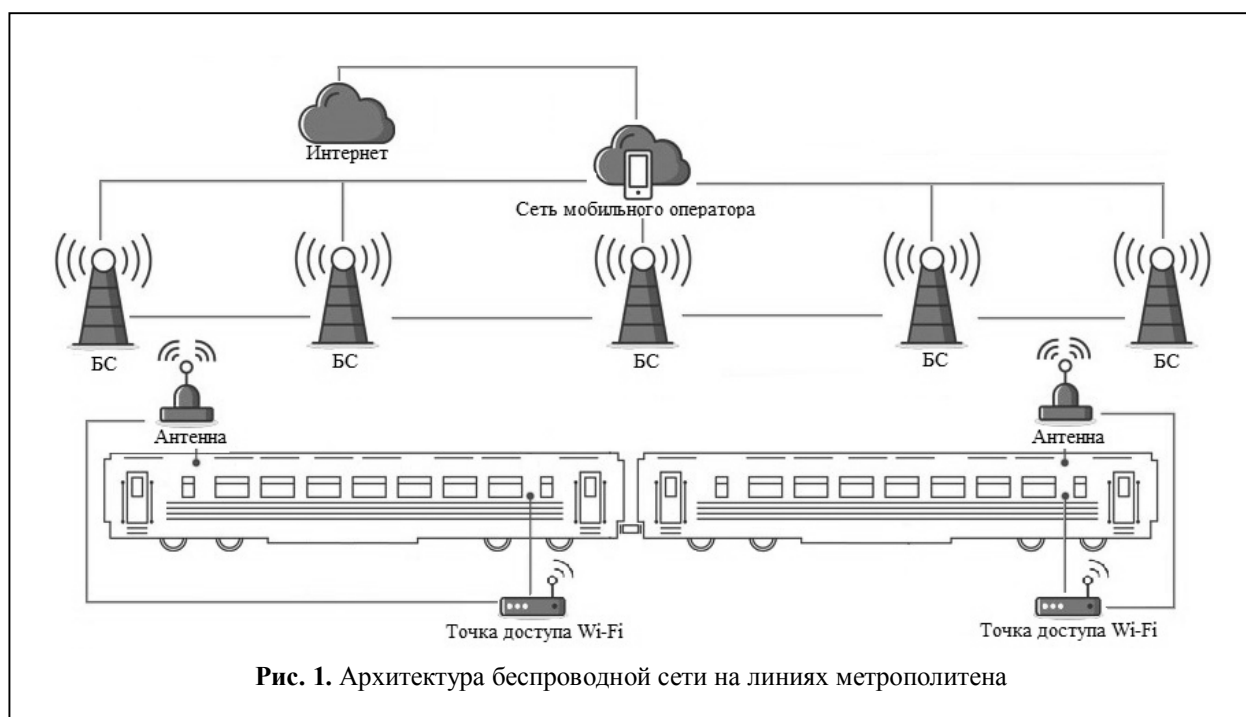 Интернет
Сеть мобильного оператора
БС
БС
БС
БС
БС
Антенна
Антенна
Точка доступа Wi-Fi
Точка доступа Wi-Fi
Рис. 1. Архитектура беспроводной сети на линиях метрополитена